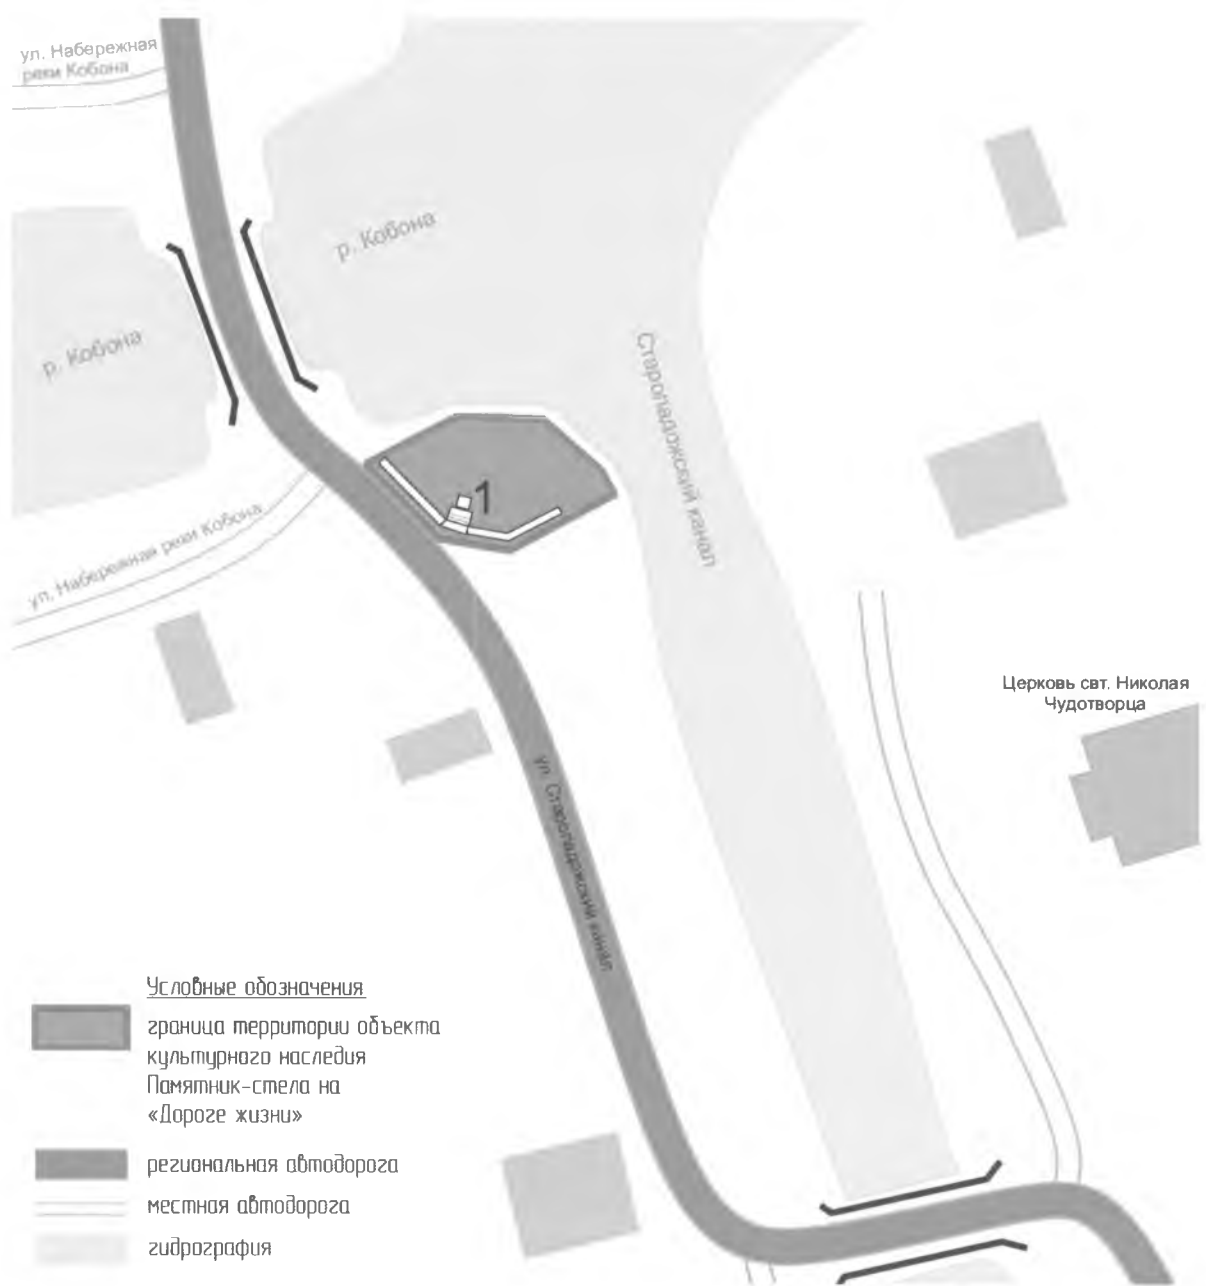 ул. Набережная
реки Кобона
р. Кобона
р. Кобона
Староладожский канал
1
ул. Набережная реки Кобона
Церковь свт. Николая
Чудотворца
ул. Староладожский канал
Условные обозначения
граница территории объекта
культурного наследия
Памятник-стела на
«Дороге жизни»
региональная автодорога
местная автодорога
гидрография